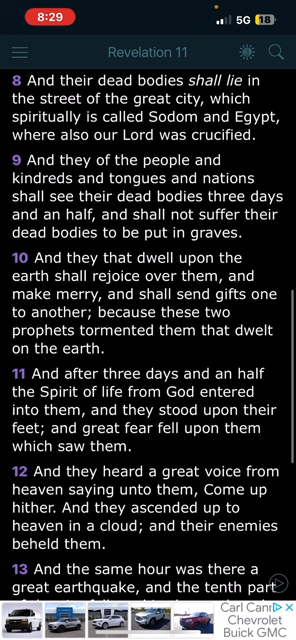 8:29
5G 18
Revelation 11
8 And their dead bodies shall lie in
the street of the great city, which
spiritually is called Sodom and Egypt,
where also our Lord was crucified.
9 And they of the people and
kindreds and tongues and nations
shall see their dead bodies three days
and an half, and shall not suffer their
dead bodies to be put in graves.
10 And they that dwell upon the
earth shall rejoice over them, and
make merry, and shall send gifts one
to another; because these two
prophets tormented them that dwelt
on the earth.
11 And after three days and an half
the Spirit of life from God entered
into them, and they stood upon their
feet; and great fear fell upon them
which saw them.
12 And they heard a great voice from
heaven saying unto them, Come up
hither. And they ascended up to
heaven in a cloud; and their enemies
beheld them.
13 And the same hour was there a
great earthquake, and the tenth part
Carl Cann
Chevrolet
Buick GMC